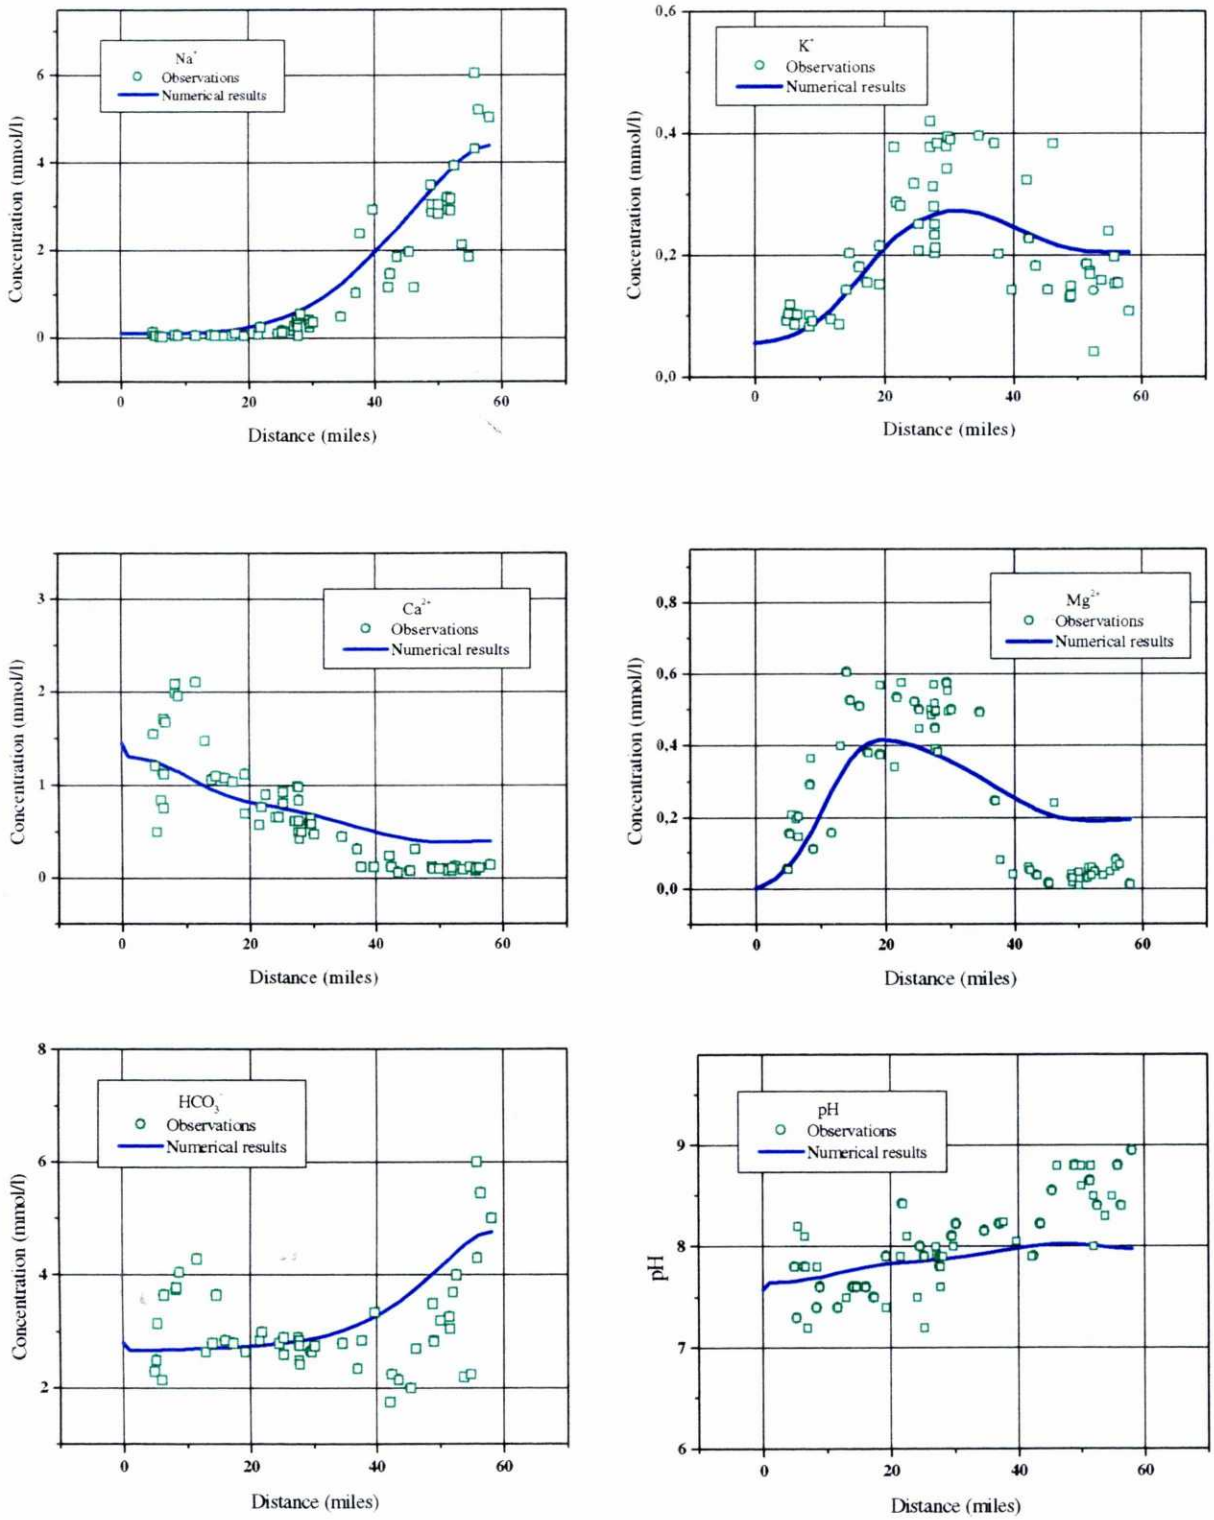 Na⁺
Observations
Numerical results
6
4
2
0
0
20
40
60
Concentration (mmol/l)
Distance (miles)
K⁺
Observations
Numerical results
0,6
0,4
0,2
0,0
0
20
40
60
Concentration (mmol/l)
Distance (miles)
Ca²⁺
Observations
Numerical results
3
2
1
0
0
20
40
60
Concentration (mmol/l)
Distance (miles)
Mg²⁺
Observations
Numerical results
0,8
0,6
0,4
0,2
0,0
0
20
40
60
Concentration (mmol/l)
Distance (miles)
HCO₃⁻
Observations
Numerical results
8
6
4
2
0
20
40
60
Concentration (mmol/l)
Distance (miles)
pH
Observations
Numerical results
9
8
7
6
0
20
40
60
pH
Distance (miles)